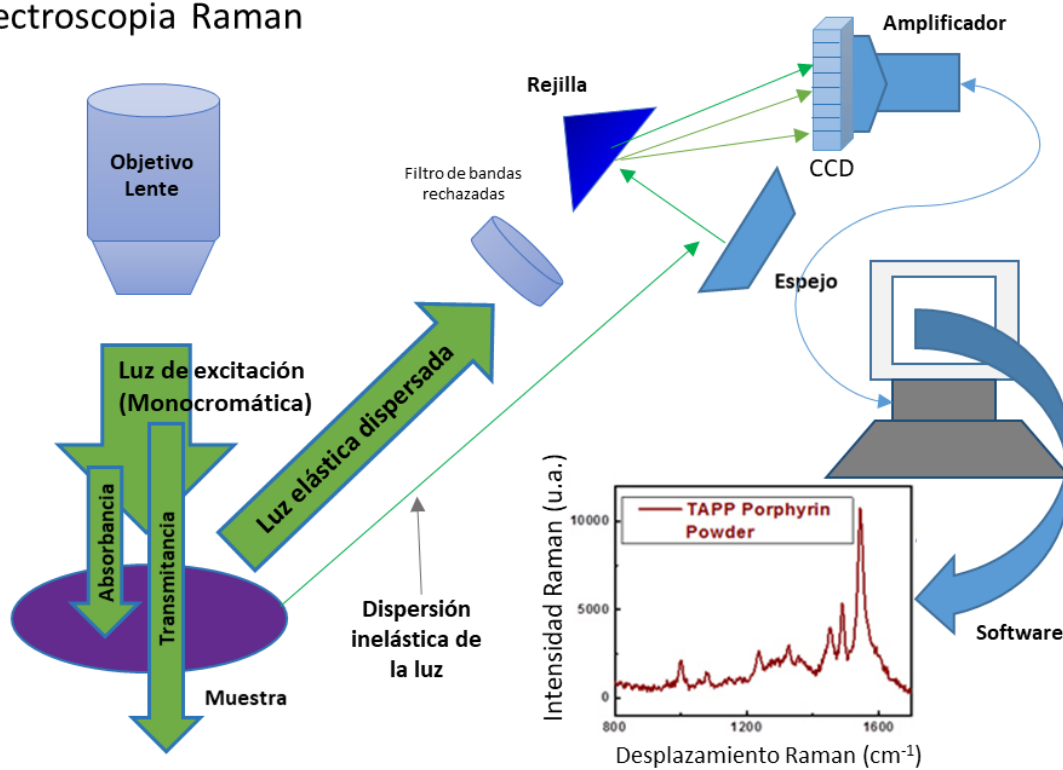 ectroscopia Raman
Amplificador
Rejilla
Objetivo
Lente
Filtro de bandas
rechazadas
CCD
Espejo
Luz de excitación
(Monocromática)
Luz elástica dispersada
Absorbancia
Transmitancia
Dispersión
inelástica de
la luz
Muestra
Software
Intensidad Raman (u.a.)
TAPP Porphyrin
Powder
10000
5000
0
800
1200
1600
Desplazamiento Raman (cm⁻¹)